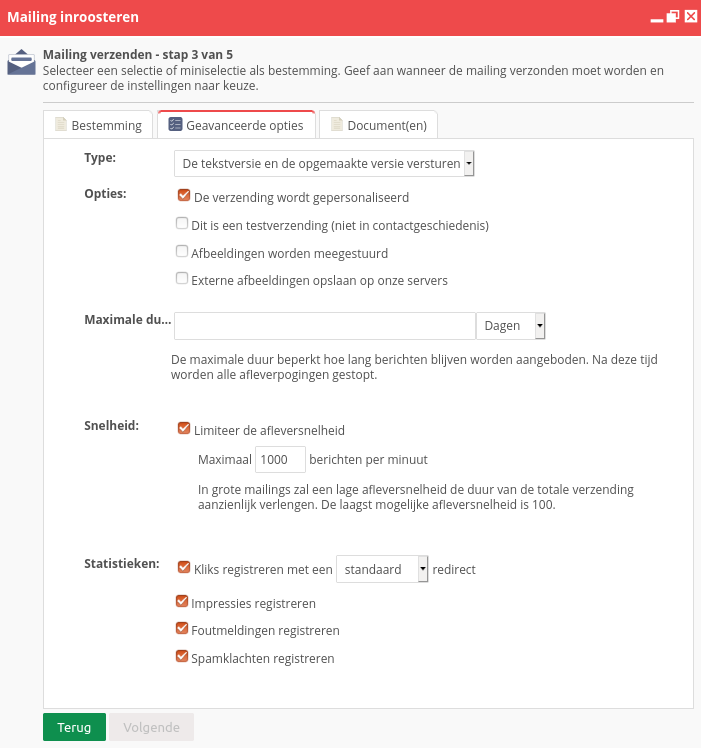 Mailing inroosteren
Mailing verzenden - stap 3 van 5
Selecteer een selectie of miniselectie als bestemming. Geef aan wanneer de mailing verzonden moet worden en
configureer de instellingen naar keuze.
Bestemming
Geavanceerde opties
Document(en)
Type:
De tekstversie en de opgemaakte versie versturen
Opties:
De verzending wordt gepersonaliseerd
Dit is een testverzending (niet in contactgeschiedenis)
Afbeeldingen worden meegestuurd
Externe afbeeldingen opslaan op onze servers
Maximale du...
Dagen
De maximale duur beperkt hoe lang berichten blijven worden aangeboden. Na deze tijd
worden alle afleverpogingen gestopt.
Snelheid:
Limiteer de afleversnelheid
Maximaal 1000 berichten per minuut
In grote mailings zal een lage afleversnelheid de duur van de totale verzending
aanzienlijk verlengen. De laagst mogelijke afleversnelheid is 100.
Statistieken:
Kliks registreren met een standaard redirect
Impressies registreren
Foutmeldingen registreren
Spamklachten registreren
Terug
Volgende